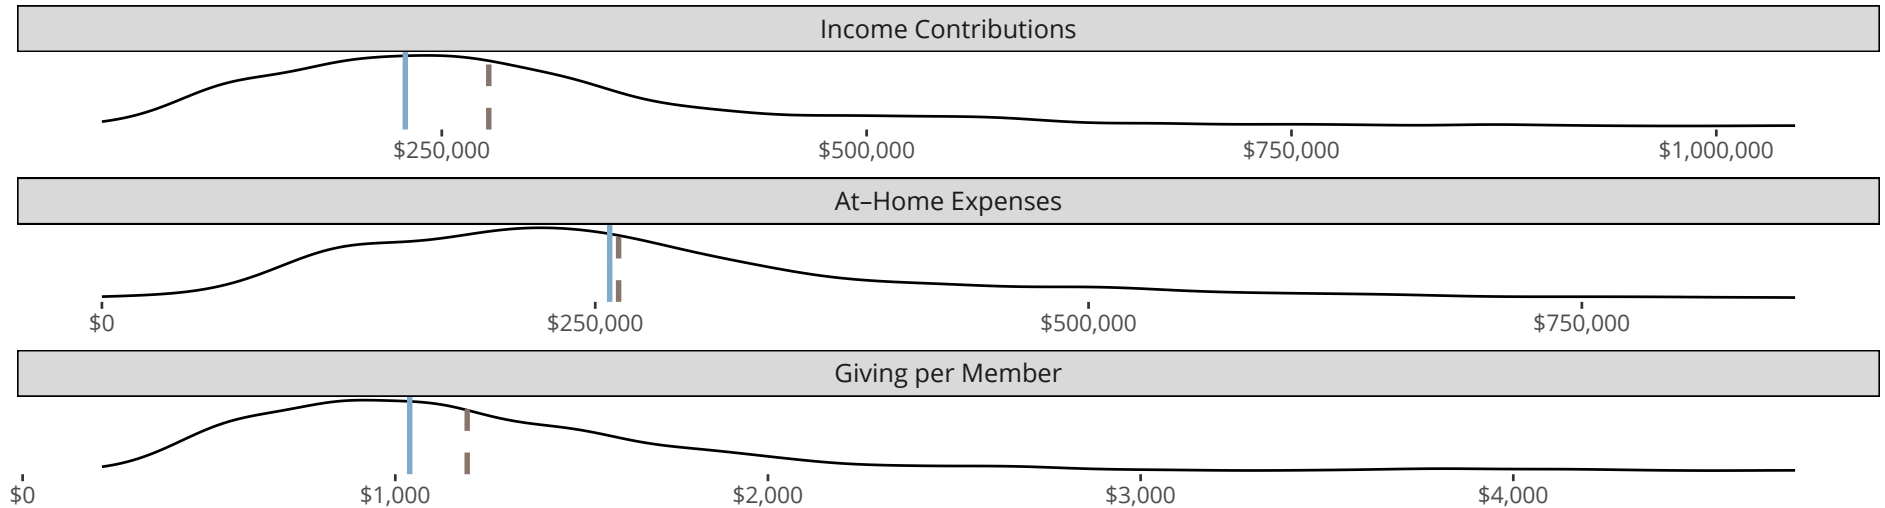 Income Contributions
$250,000 $500,000 $750,000 $1,000,000
At–Home Expenses
$0 $250,000 $500,000 $750,000
Giving per Member
$0 $1,000 $2,000 $3,000 $4,000